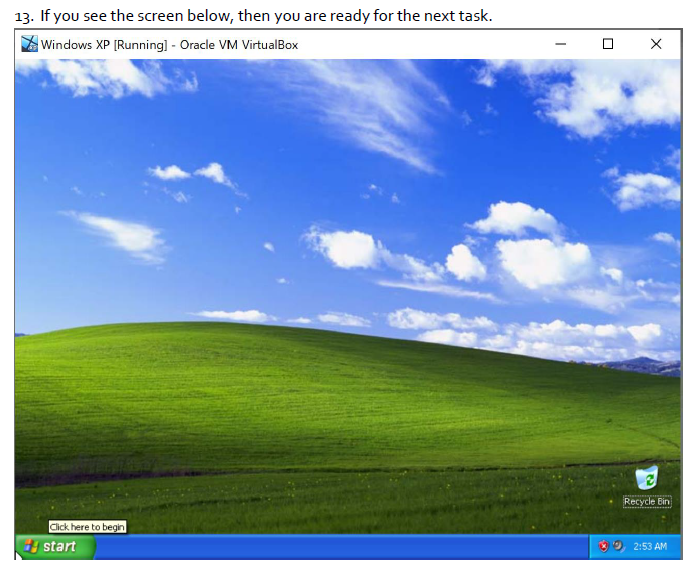 13. If you see the screen below, then you are ready for the next task.
Windows XP [Running] - Oracle VM VirtualBox
Recycle Bin
Click here to begin
start
2:53 AM